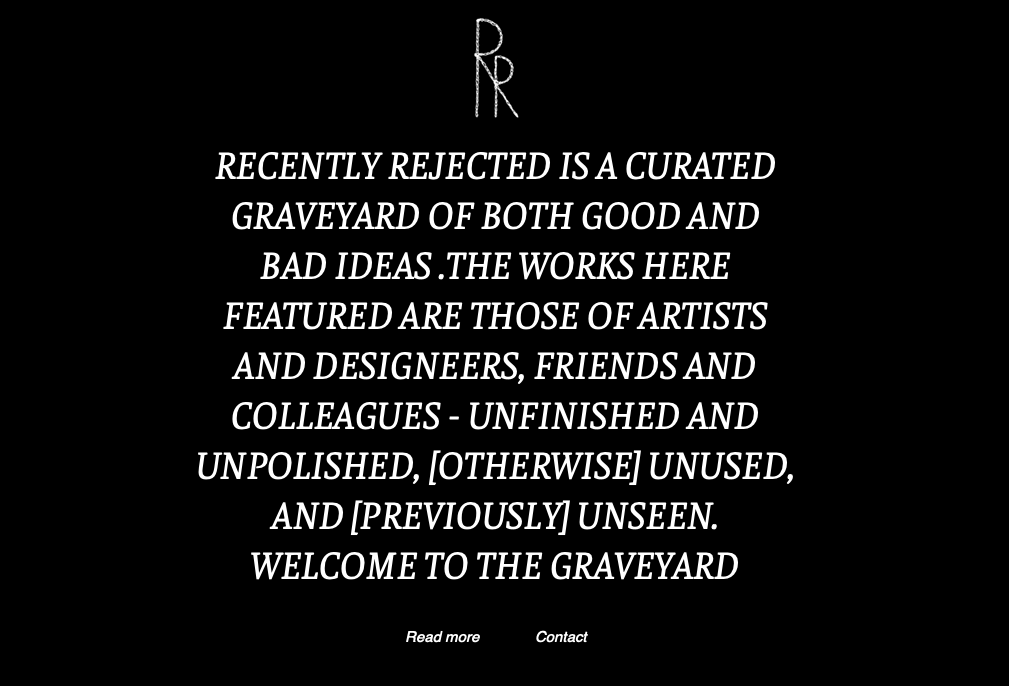 RR
RECENTLY REJECTED IS A CURATED
GRAVEYARD OF BOTH GOOD AND
BAD IDEAS .THE WORKS HERE
FEATURED ARE THOSE OF ARTISTS
AND DESIGNEERS, FRIENDS AND
COLLEAGUES - UNFINISHED AND
UNPOLISHED, [OTHERWISE] UNUSED,
AND [PREVIOUSLY] UNSEEN.
WELCOME TO THE GRAVEYARD
Read more Contact